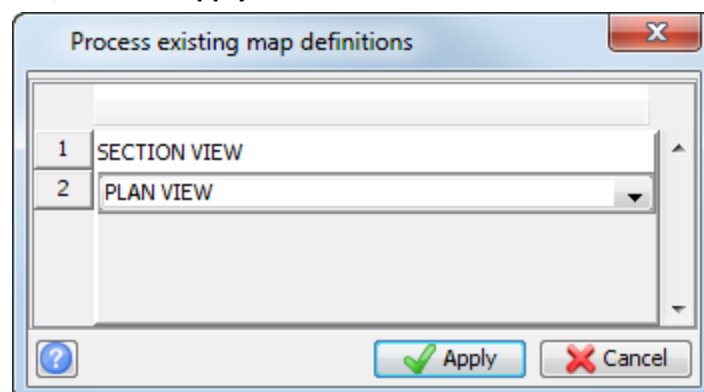 Process existing map definitions
1 SECTION VIEW
2 PLAN VIEW
Apply Cancel